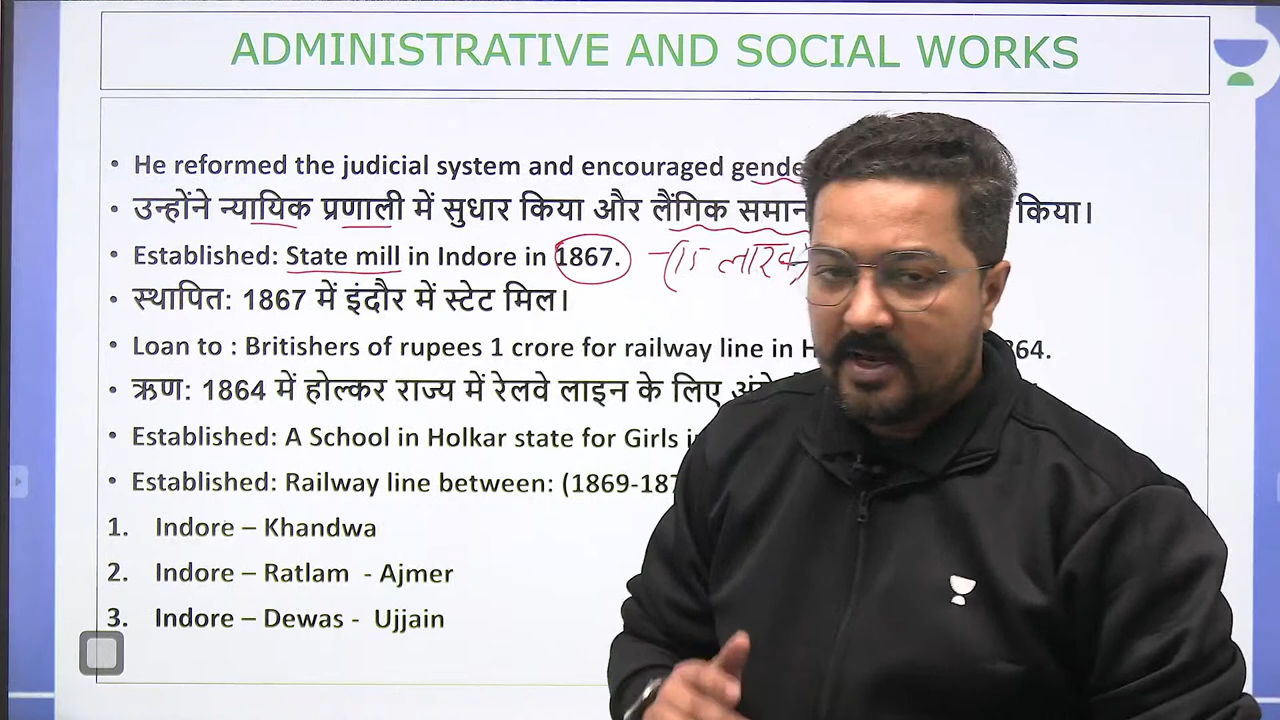 ADMINISTRATIVE AND SOCIAL WORKS
• He reformed the judicial system and encouraged gende
• उन्होंने न्यायिक प्रणाली में सुधार किया और लैंगिक समान किया।
• Established: State mill in Indore in 1867. (15 लाख)
• स्थापित: 1867 में इंदौर में स्टेट मिल।
• Loan to : Britishers of rupees 1 crore for railway line in H 864.
• ऋण: 1864 में होल्कर राज्य में रेलवे लाइन के लिए अंग्रे
• Established: A School in Holkar state for Girls i
• Established: Railway line between: (1869-187
1. Indore – Khandwa
2. Indore – Ratlam - Ajmer
3. Indore – Dewas - Ujjain